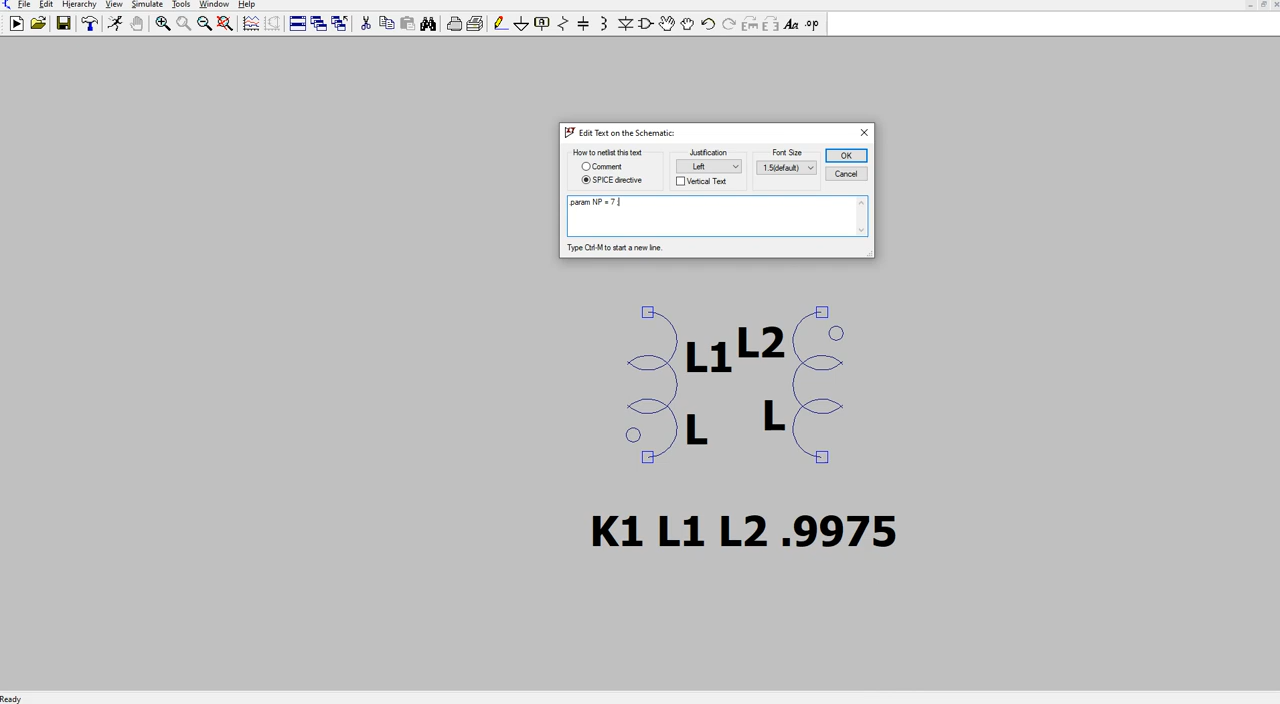 File Edit Hierarchy View Simulate Tools Window Help
Aa .op
Edit Text on the Schematic:
How to netlist this text
Comment
SPICE directive
Justification
Left
Vertical Text
Font Size
1.5(default)
OK
Cancel
.param NP = 7 ;
Type Ctrl-M to start a new line.
L1 L2
L L
K1 L1 L2 .9975
Ready